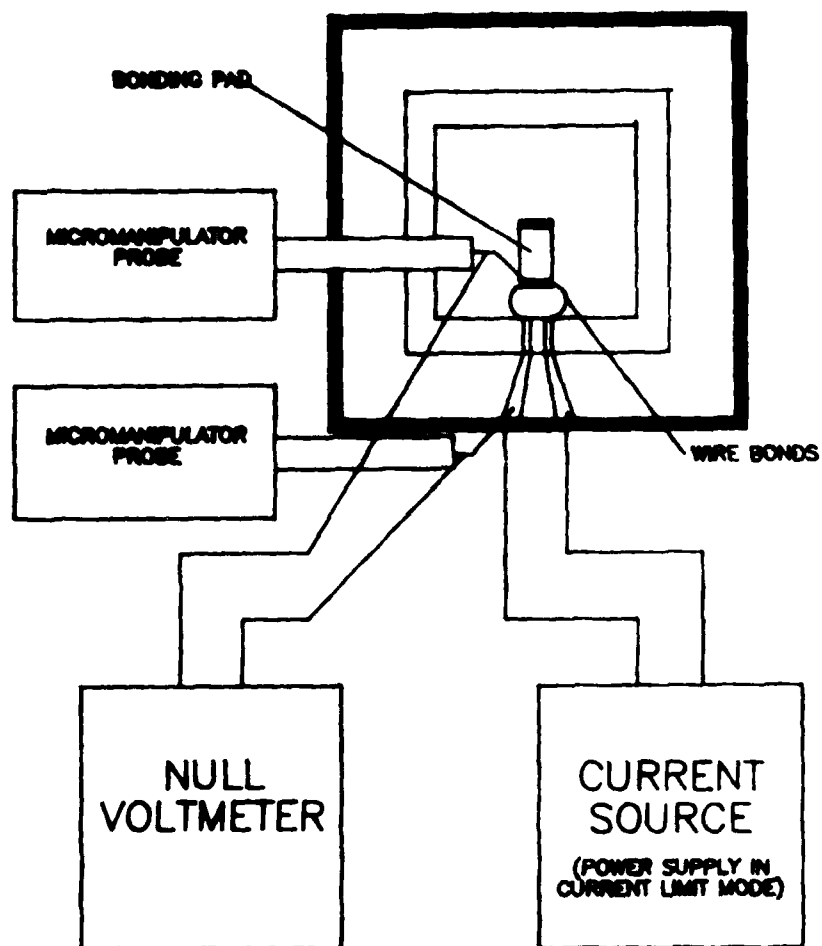 BONDING PAD
MICROMANIPULATOR
PROBE
MICROMANIPULATOR
PROBE
WIRE BONDS
NULL
VOLTMETER
CURRENT
SOURCE
(POWER SUPPLY IN
CURRENT LIMIT MODE)